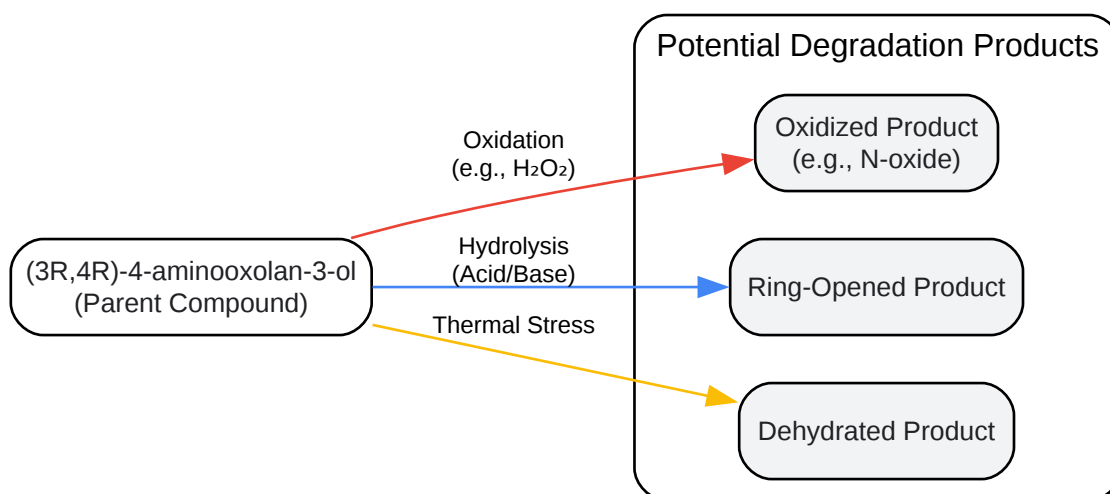 Potential Degradation Products
Oxidation
(e.g., H₂O₂)
Oxidized Product
(e.g., N-oxide)
(3R,4R)-4-aminooxolan-3-ol
(Parent Compound)
Hydrolysis
(Acid/Base)
Ring-Opened Product
Thermal Stress
Dehydrated Product